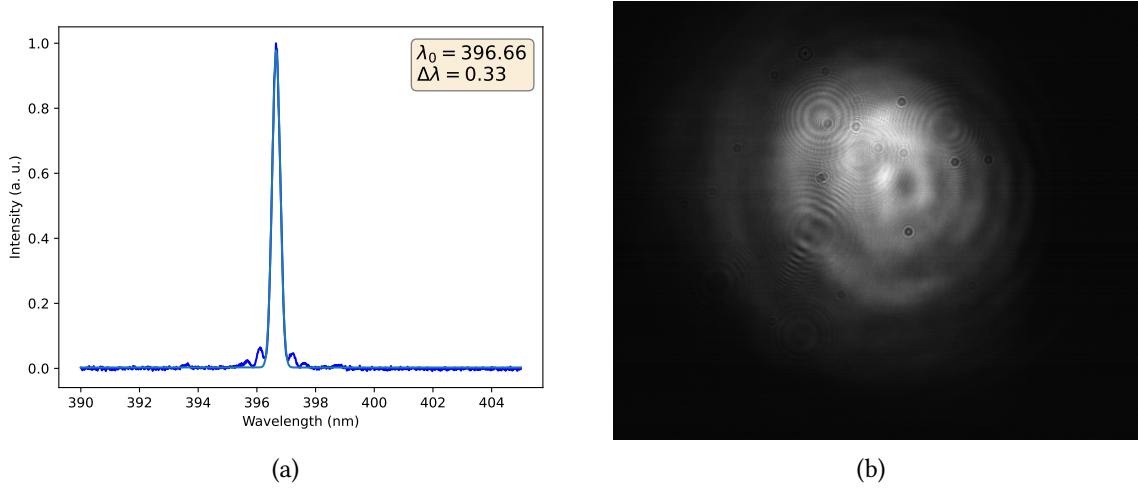 λ₀ = 396.66
Δλ = 0.33
Intensity (a. u.)
1.0
0.8
0.6
0.4
0.2
0.0
390 392 394 396 398 400 402 404
Wavelength (nm)
(a) (b)